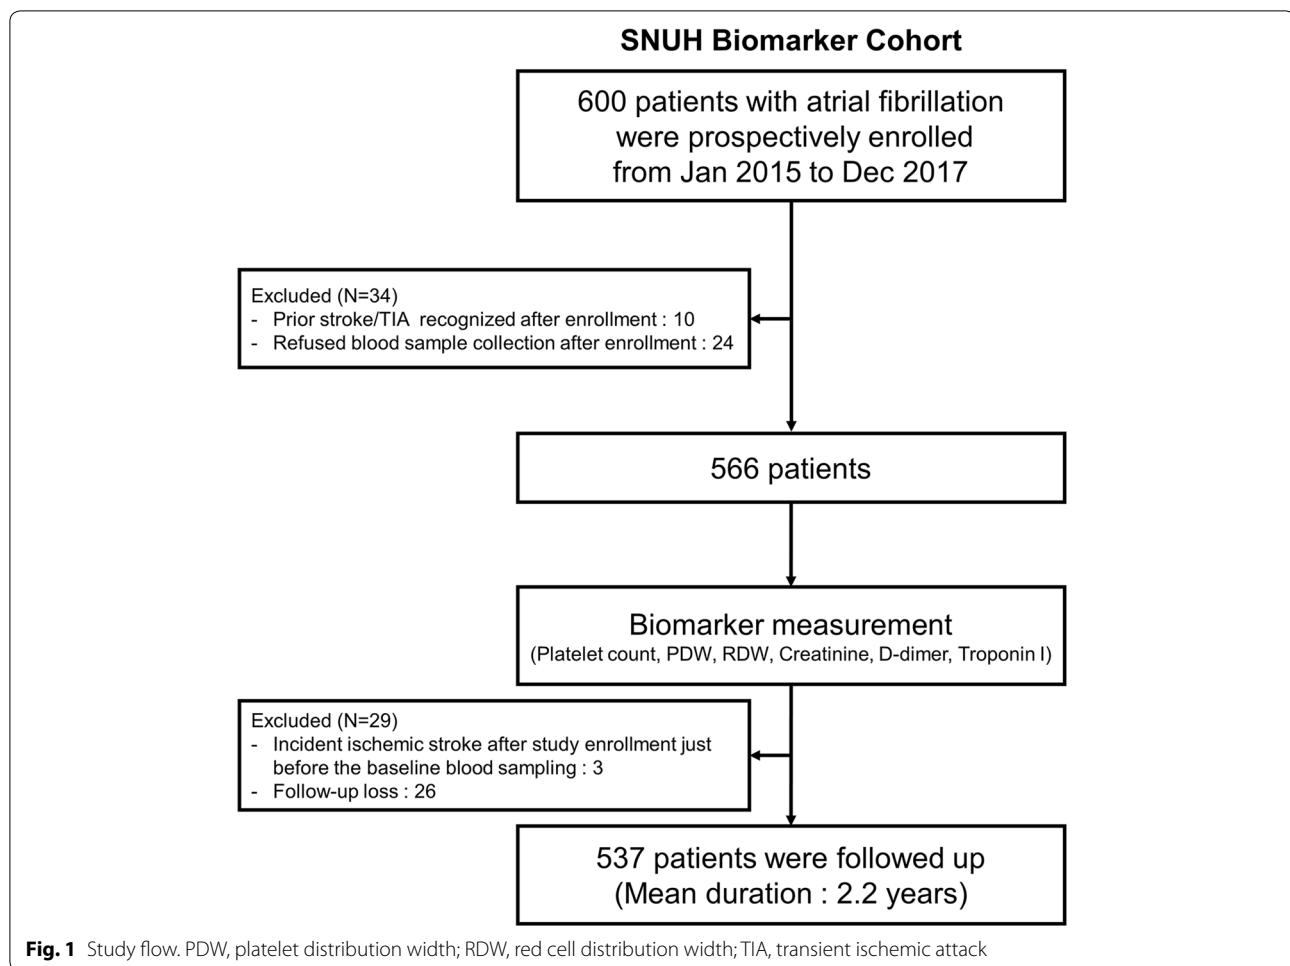 SNUH Biomarker Cohort
600 patients with atrial fibrillation
were prospectively enrolled
from Jan 2015 to Dec 2017
Excluded (N=34)
- Prior stroke/TIA recognized after enrollment : 10
- Refused blood sample collection after enrollment : 24
566 patients
Biomarker measurement
(Platelet count, PDW, RDW, Creatinine, D-dimer, Troponin I)
Excluded (N=29)
- Incident ischemic stroke after study enrollment just
before the baseline blood sampling : 3
- Follow-up loss : 26
537 patients were followed up
(Mean duration : 2.2 years)
Fig. 1 Study flow. PDW, platelet distribution width; RDW, red cell distribution width; TIA, transient ischemic attack